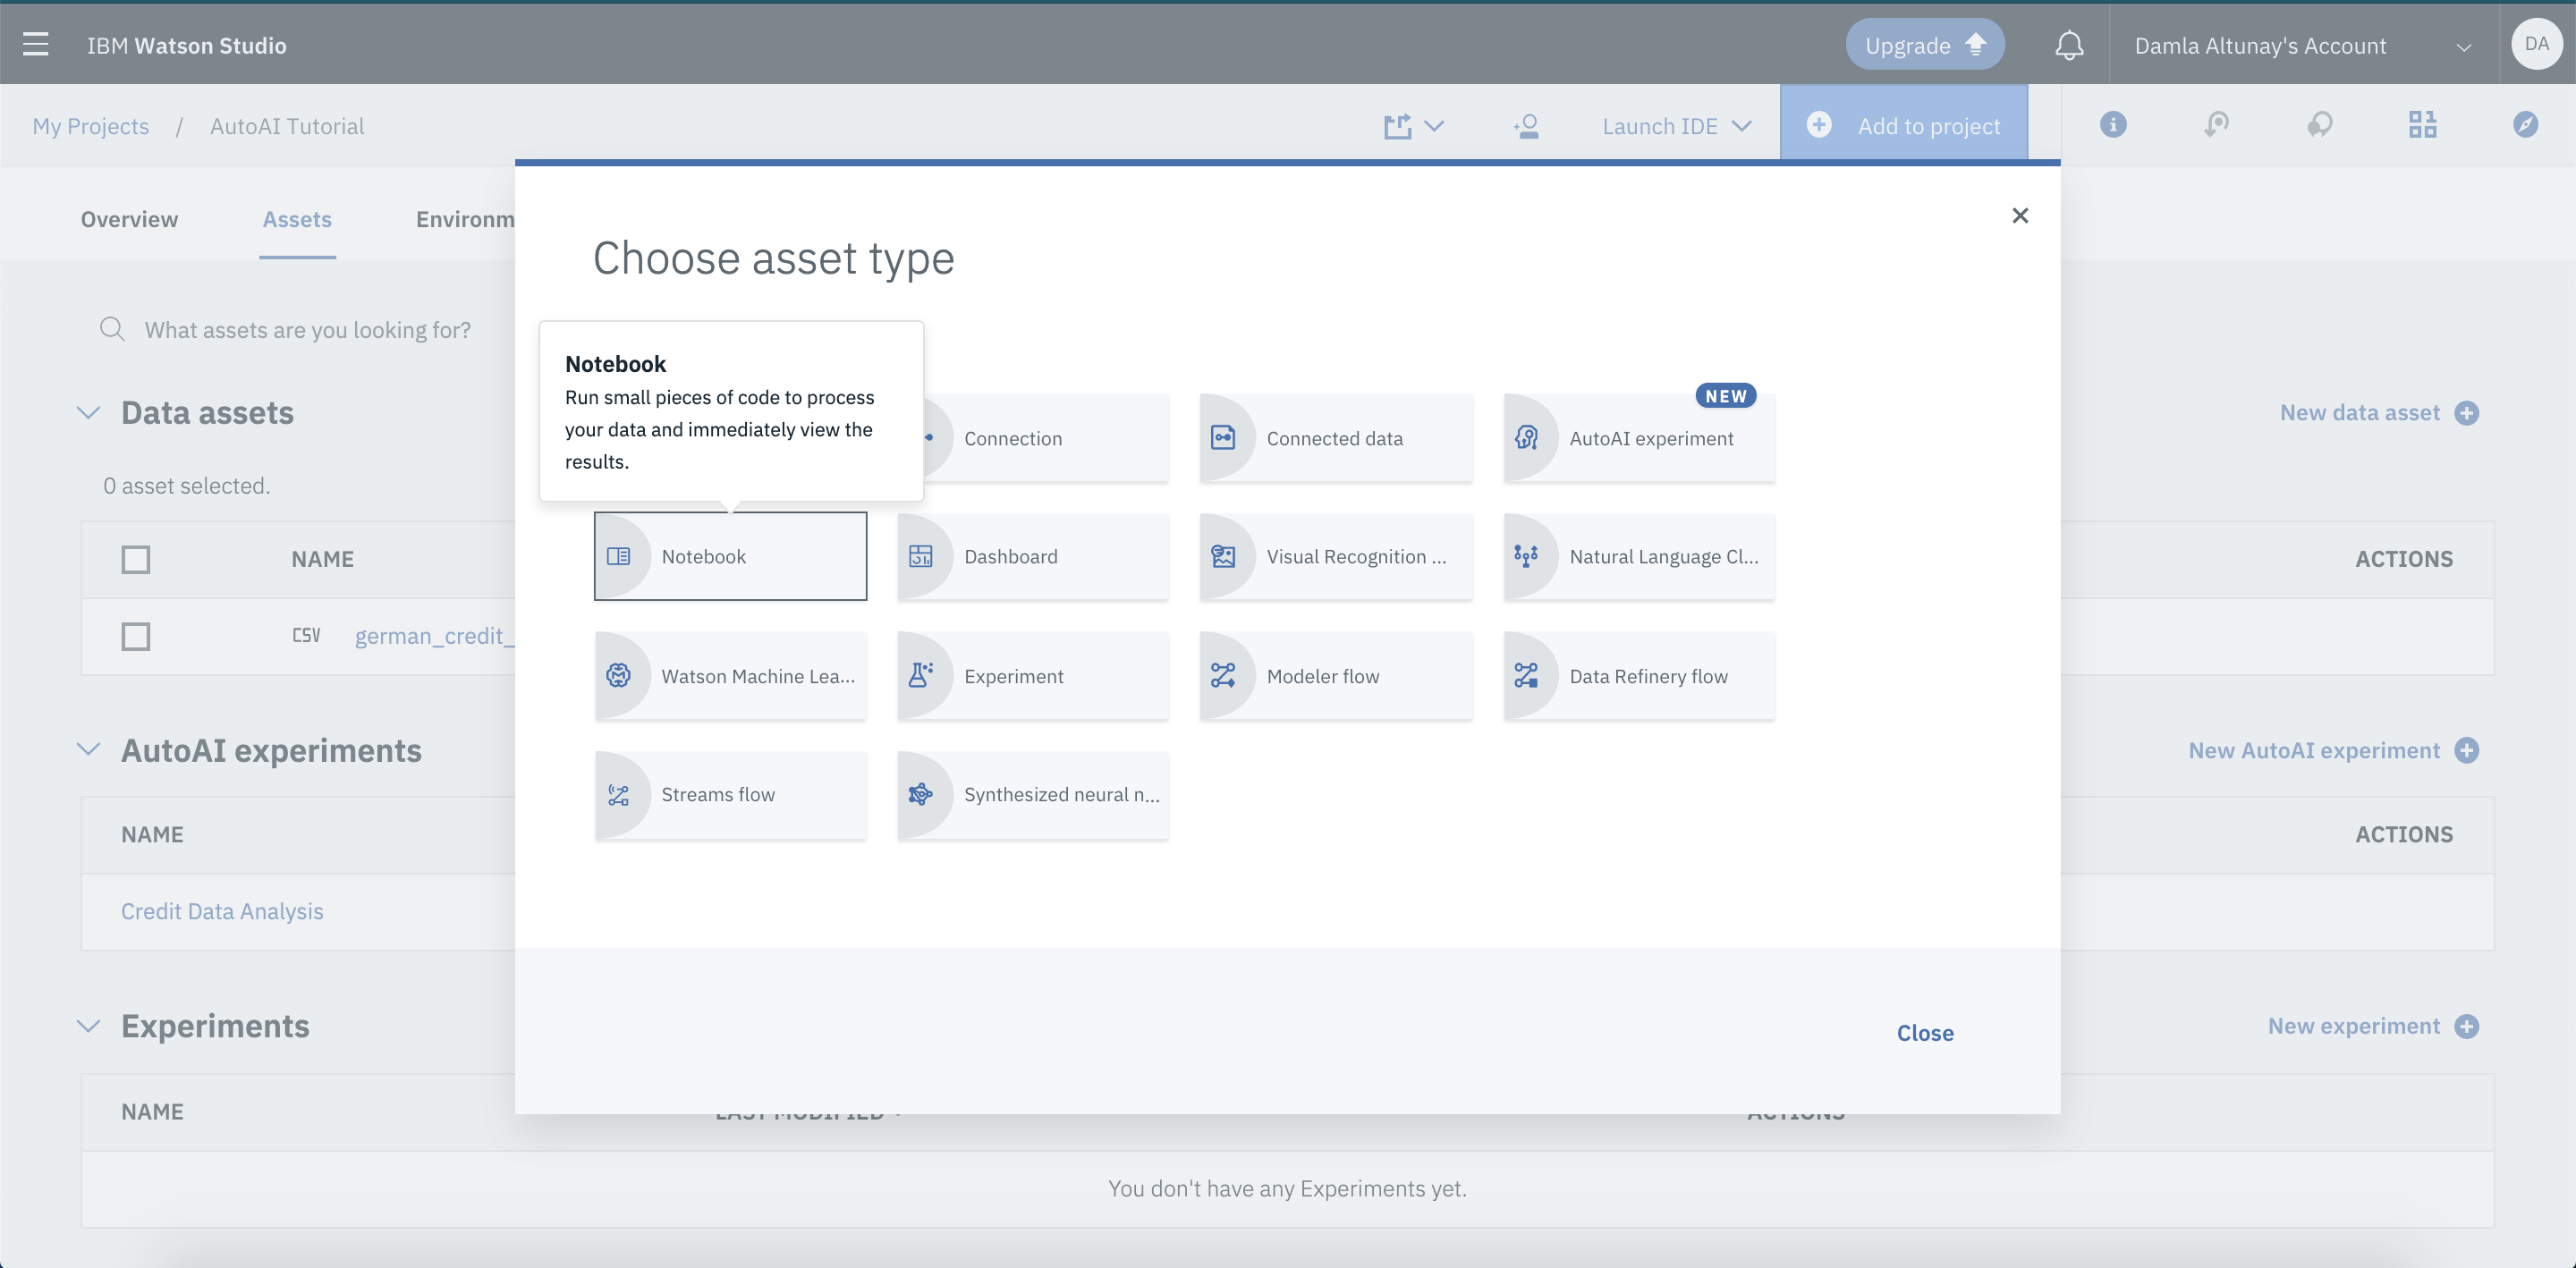 IBM Watson Studio
Upgrade
Damla Altunay's Account
DA
My Projects / AutoAI Tutorial
Launch IDE
Add to project
Overview
Assets
Environm
Choose asset type
What assets are you looking for?
Notebook
Run small pieces of code to process
your data and immediately view the
results.
Connection
Connected data
NEW
AutoAI experiment
Notebook
Dashboard
Visual Recognition ...
Natural Language Cl...
Watson Machine Lea...
Experiment
Modeler flow
Data Refinery flow
Streams flow
Synthesized neural n...
Close
Data assets
New data asset
0 asset selected.
NAME
ACTIONS
CSV
german_credit_
AutoAI experiments
New AutoAI experiment
NAME
ACTIONS
Credit Data Analysis
Experiments
New experiment
NAME
LAST MODIFIED
ACTIONS
You don't have any Experiments yet.